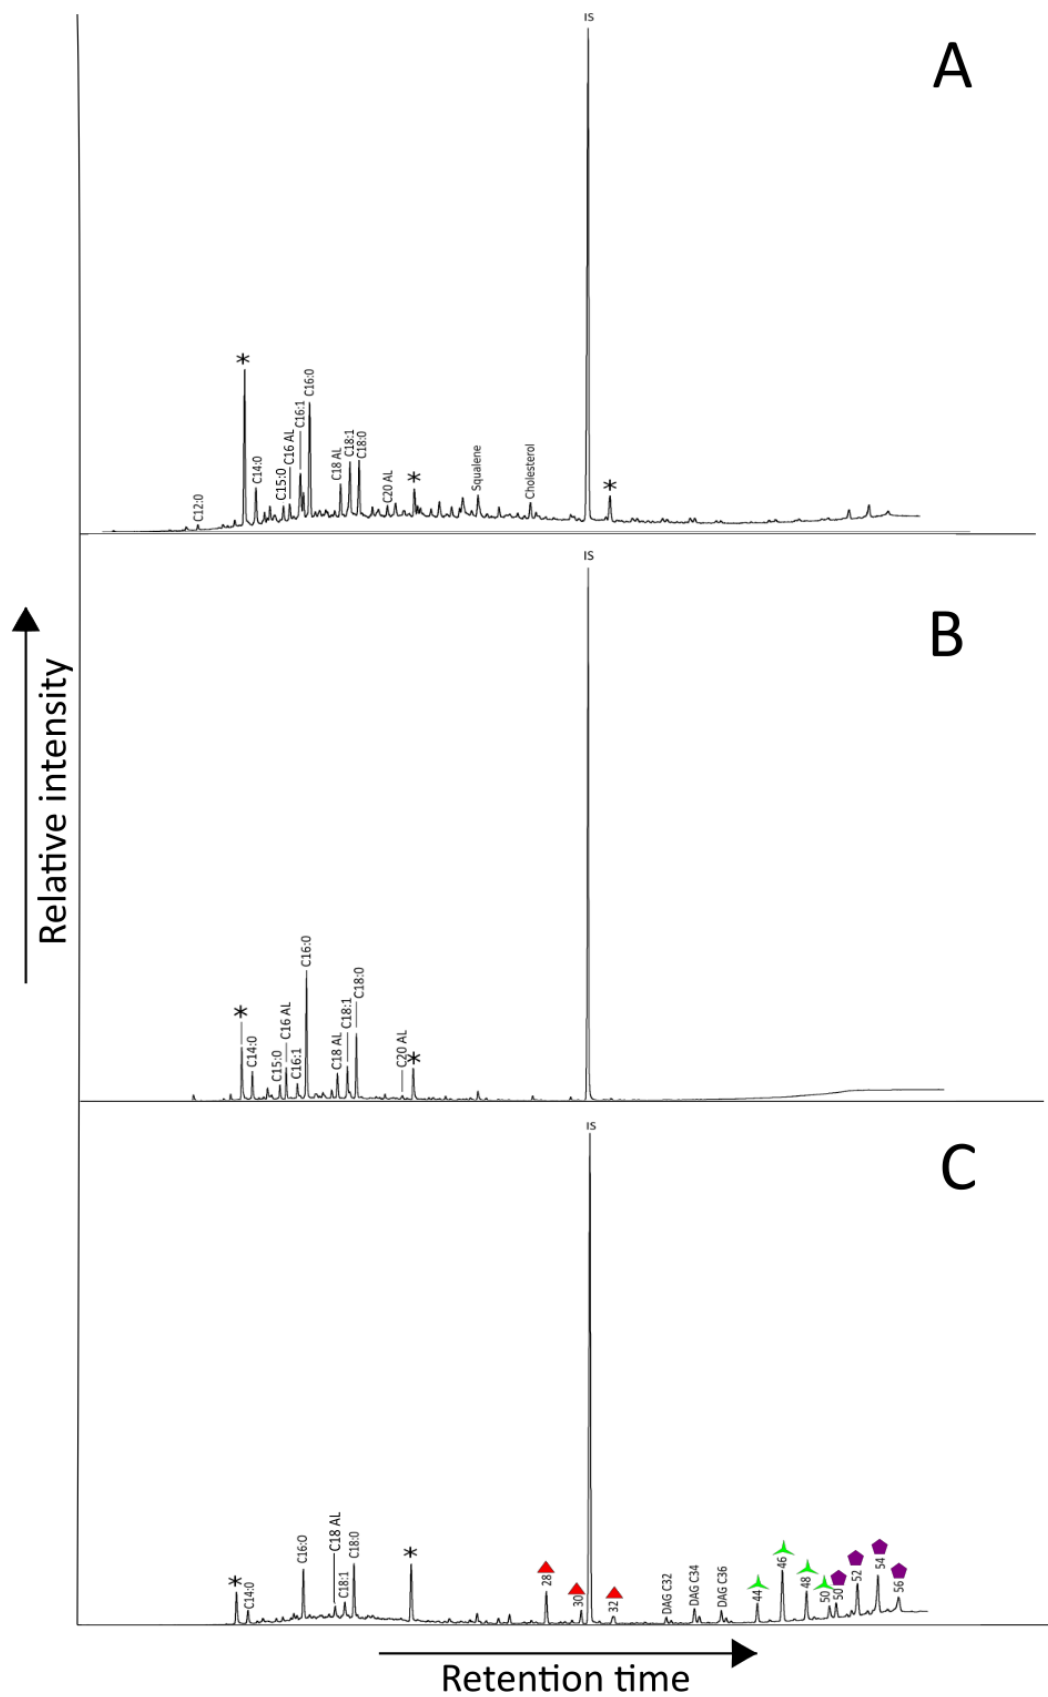 IS
A
*
C12:0
C14:0
C15:0
C16 AL
C16:1
C16:0
C18 AL
C18:1
C18:0
C20 AL
*
Squalene
Cholesterol
*
IS
B
*
C14:0
C15:0
C16 AL
C16:1
C16:0
C18 AL
C18:1
C18:0
C20 AL
*
Relative intensity
IS
C
*
C14:0
C16:0
C18 AL
C18:1
C18:0
*
28
30
32
DAG C32
DAG C34
DAG C36
44
46
48
50
50
52
54
56
Retention time